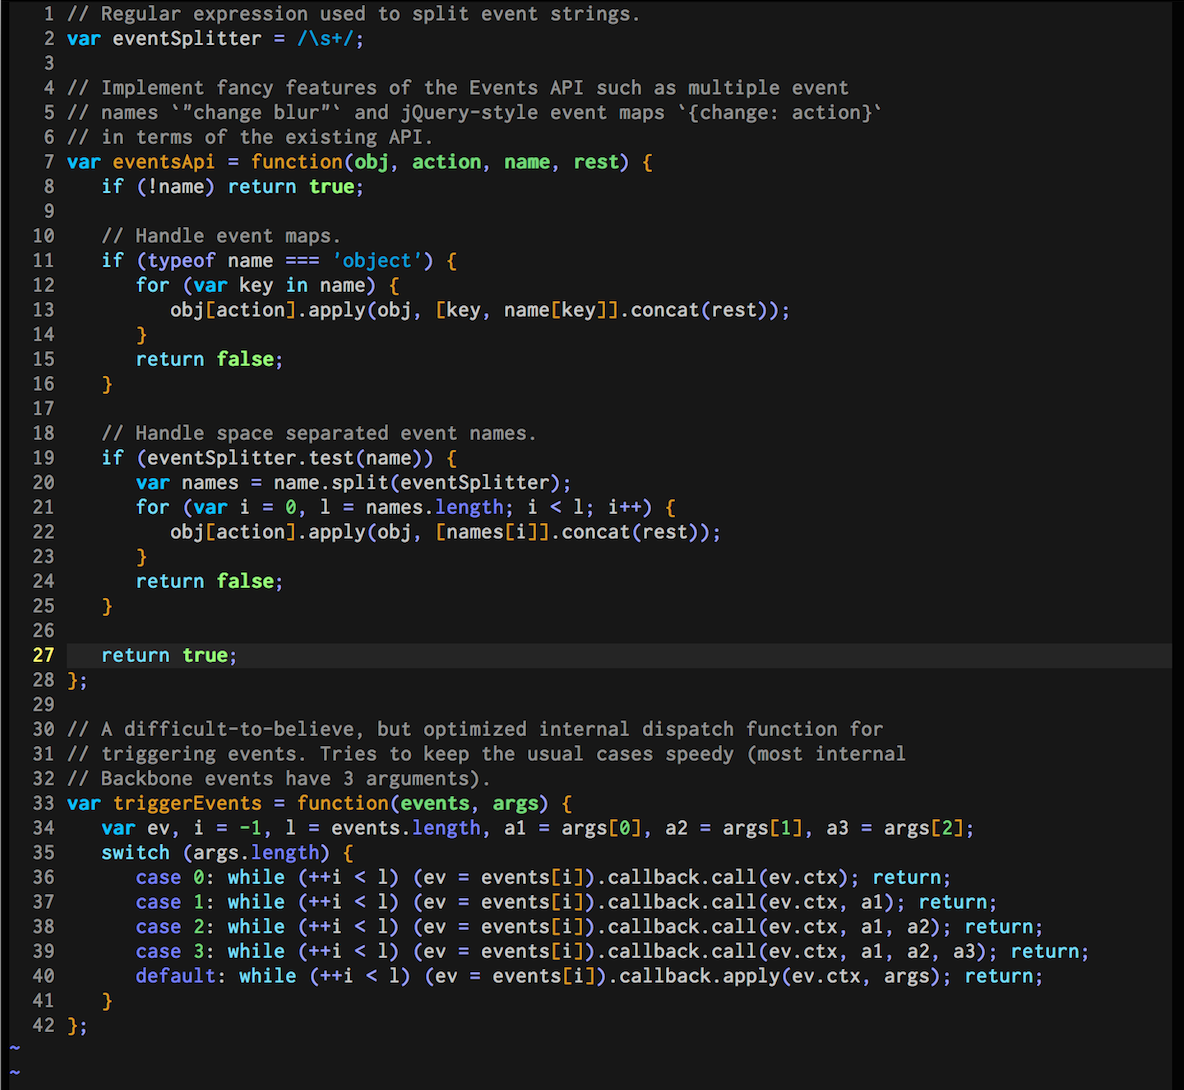 1 // Regular expression used to split event strings.
2 var eventSplitter = /\s+/;
3
4 // Implement fancy features of the Events API such as multiple event
5 // names `"change blur"` and jQuery-style event maps `{change: action}`
6 // in terms of the existing API.
7 var eventsApi = function(obj, action, name, rest) {
8    if (!name) return true;
9
10    // Handle event maps.
11    if (typeof name === 'object') {
12       for (var key in name) {
13          obj[action].apply(obj, [key, name[key]].concat(rest));
14       }
15       return false;
16    }
17
18    // Handle space separated event names.
19    if (eventSplitter.test(name)) {
20       var names = name.split(eventSplitter);
21       for (var i = 0, l = names.length; i < l; i++) {
22          obj[action].apply(obj, [names[i]].concat(rest));
23       }
24       return false;
25    }
26
27    return true;
28 };
29
30 // A difficult-to-believe, but optimized internal dispatch function for
31 // triggering events. Tries to keep the usual cases speedy (most internal
32 // Backbone events have 3 arguments).
33 var triggerEvents = function(events, args) {
34    var ev, i = -1, l = events.length, a1 = args[0], a2 = args[1], a3 = args[2];
35    switch (args.length) {
36       case 0: while (++i < l) (ev = events[i]).callback.call(ev.ctx); return;
37       case 1: while (++i < l) (ev = events[i]).callback.call(ev.ctx, a1); return;
38       case 2: while (++i < l) (ev = events[i]).callback.call(ev.ctx, a1, a2); return;
39       case 3: while (++i < l) (ev = events[i]).callback.call(ev.ctx, a1, a2, a3); return;
40       default: while (++i < l) (ev = events[i]).callback.apply(ev.ctx, args); return;
41    }
42 };
~
~